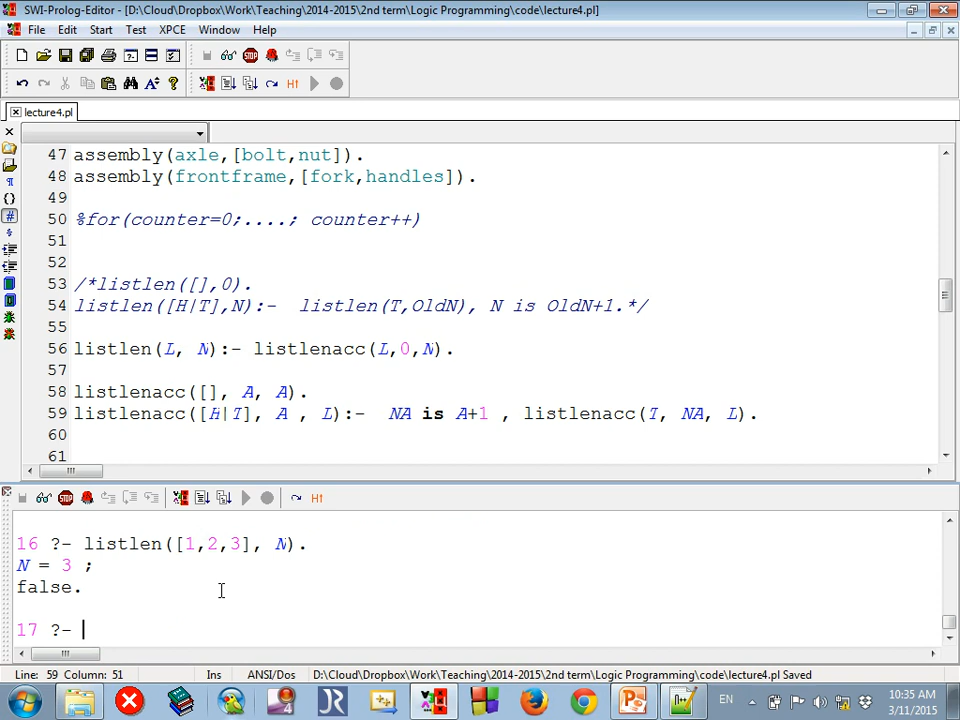 SWI-Prolog-Editor - [D:\Cloud\Dropbox\Work\Teaching\2014-2015\2nd term\Logic Programming\code\lecture4.pl]
File Edit Start Test XPCE Window Help
lecture4.pl
47 assembly(axle,[bolt,nut]).
48 assembly(frontframe,[fork,handles]).
49
50 %for(counter=0;....; counter++)
51
52
53 /*listlen([],0).
54 listlen([H|T],N):- listlen(T,OldN), N is OldN+1.*/
55
56 listlen(L, N):- listlenacc(L,0,N).
57
58 listlenacc([], A, A).
59 listlenacc([H|T], A , L):- NA is A+1 , listlenacc(T, NA, L).
60
61
16 ?- listlen([1,2,3], N).
N = 3 ;
false.
17 ?-
Line: 59 Column: 51 Ins ANSI/DOS D:\Cloud\Dropbox\Work\Teaching\2014-2015\2nd term\Logic Programming\code\lecture4.pl Saved
EN 10:35 AM
3/11/2015